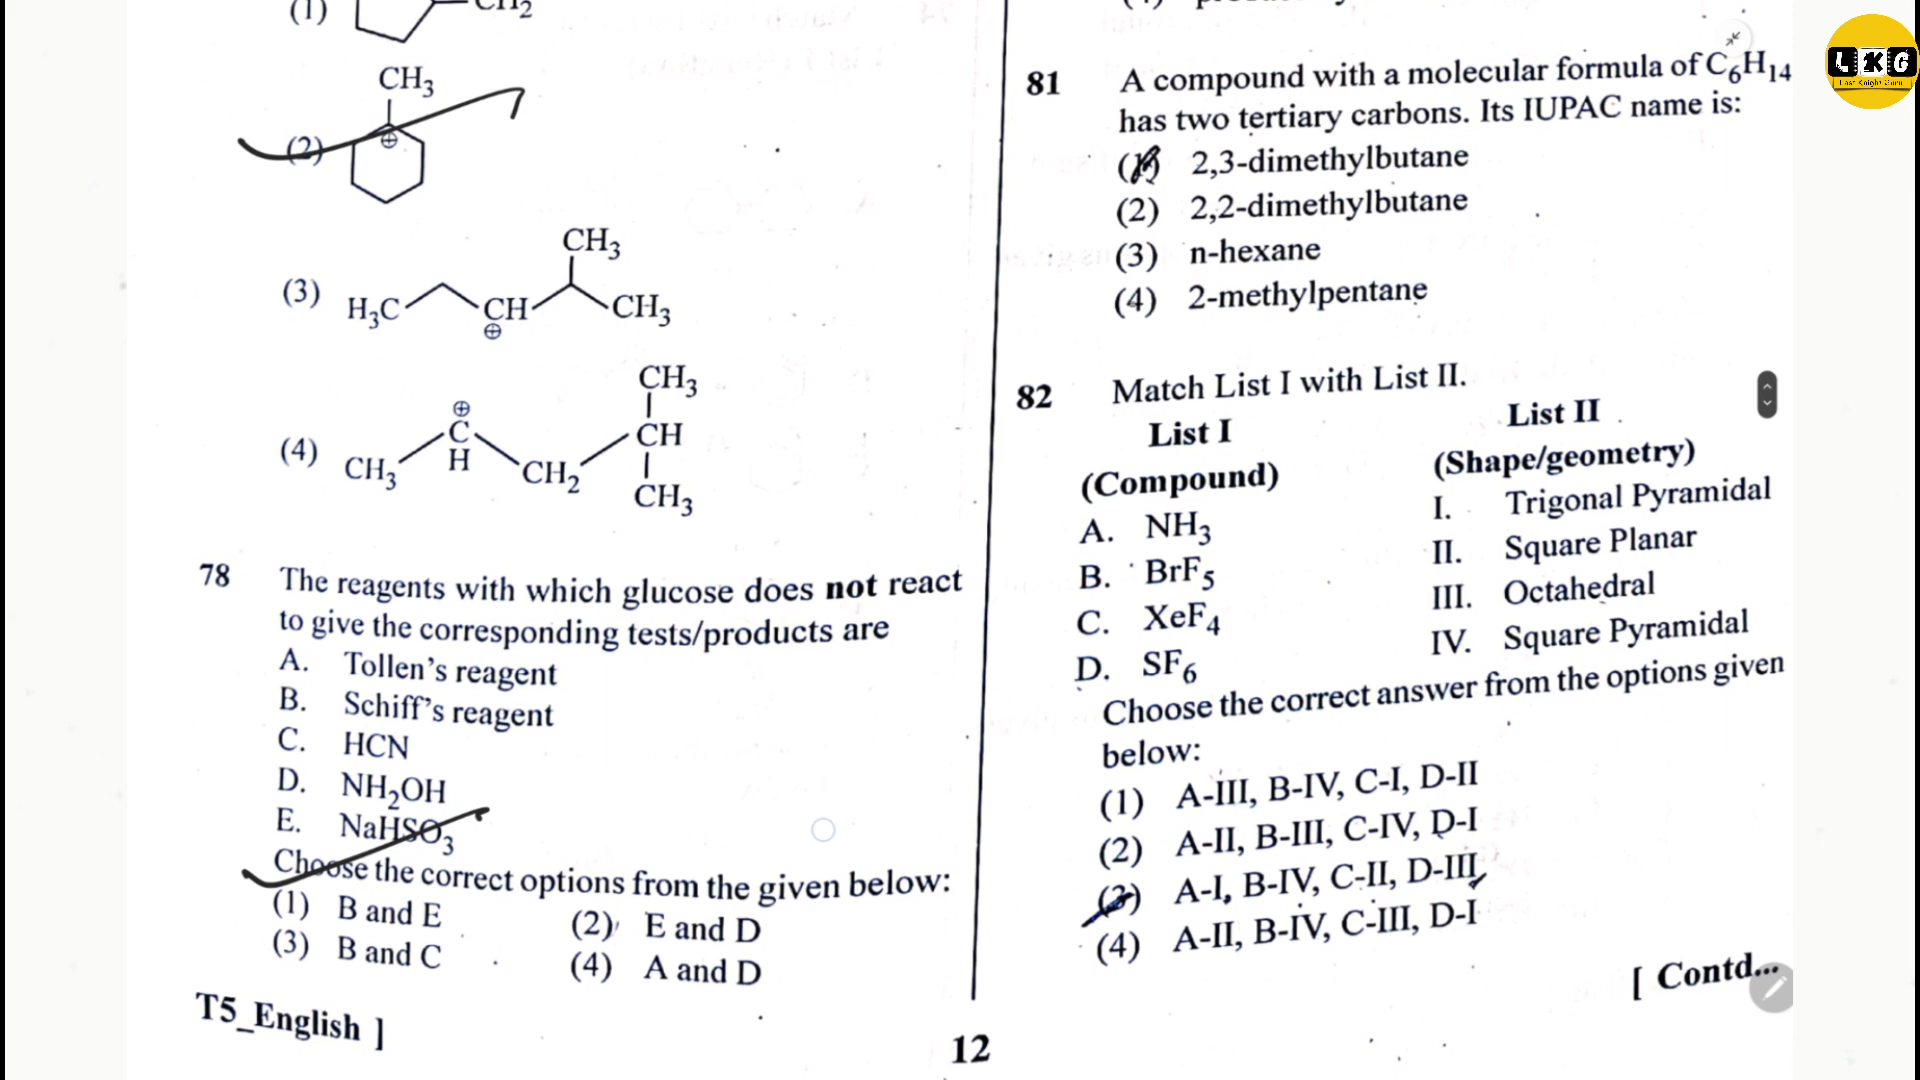 (1)
CH2
CH3
(2)
⊕
CH3
(3) H3C CH CH3
⊕
CH3
⊕
C CH
(4) CH3 H CH2
CH3
78 The reagents with which glucose does not react
to give the corresponding tests/products are
A. Tollen's reagent
B. Schiff's reagent
C. HCN
D. NH2OH
E. NaHSO3
Choose the correct options from the given below:
(1) B and E (2) E and D
(3) B and C (4) A and D
T5_English ]
81 A compound with a molecular formula of C6H14
has two tertiary carbons. Its IUPAC name is:
(1) 2,3-dimethylbutane
(2) 2,2-dimethylbutane
(3) n-hexane
(4) 2-methylpentane
82 Match List I with List II.
List I List II
(Compound) (Shape/geometry)
A. NH3 I. Trigonal Pyramidal
B. BrF5 II. Square Planar
C. XeF4 III. Octahedral
D. SF6 IV. Square Pyramidal
Choose the correct answer from the options given
below:
(1) A-III, B-IV, C-I, D-II
(2) A-II, B-III, C-IV, D-I
(3) A-I, B-IV, C-II, D-III
(4) A-II, B-IV, C-III, D-I
[ Contd...
12
LKG
Last Knight Guru